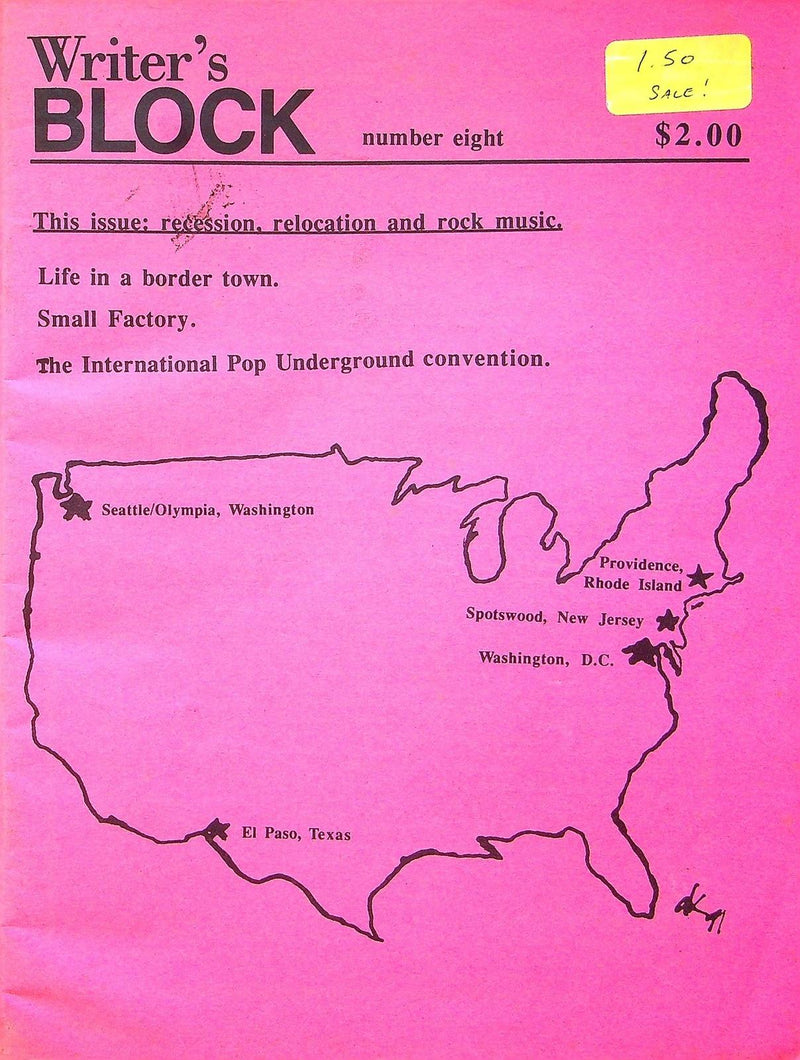 Writer's
BLOCK
number eight
1.50
SALE!
$2.00
This issue: recession, relocation and rock music.
Life in a border town.
Small Factory.
The International Pop Underground convention.
Seattle/Olympia, Washington
Providence,
Rhode Island
Spotswood, New Jersey
Washington, D.C.
El Paso, Texas